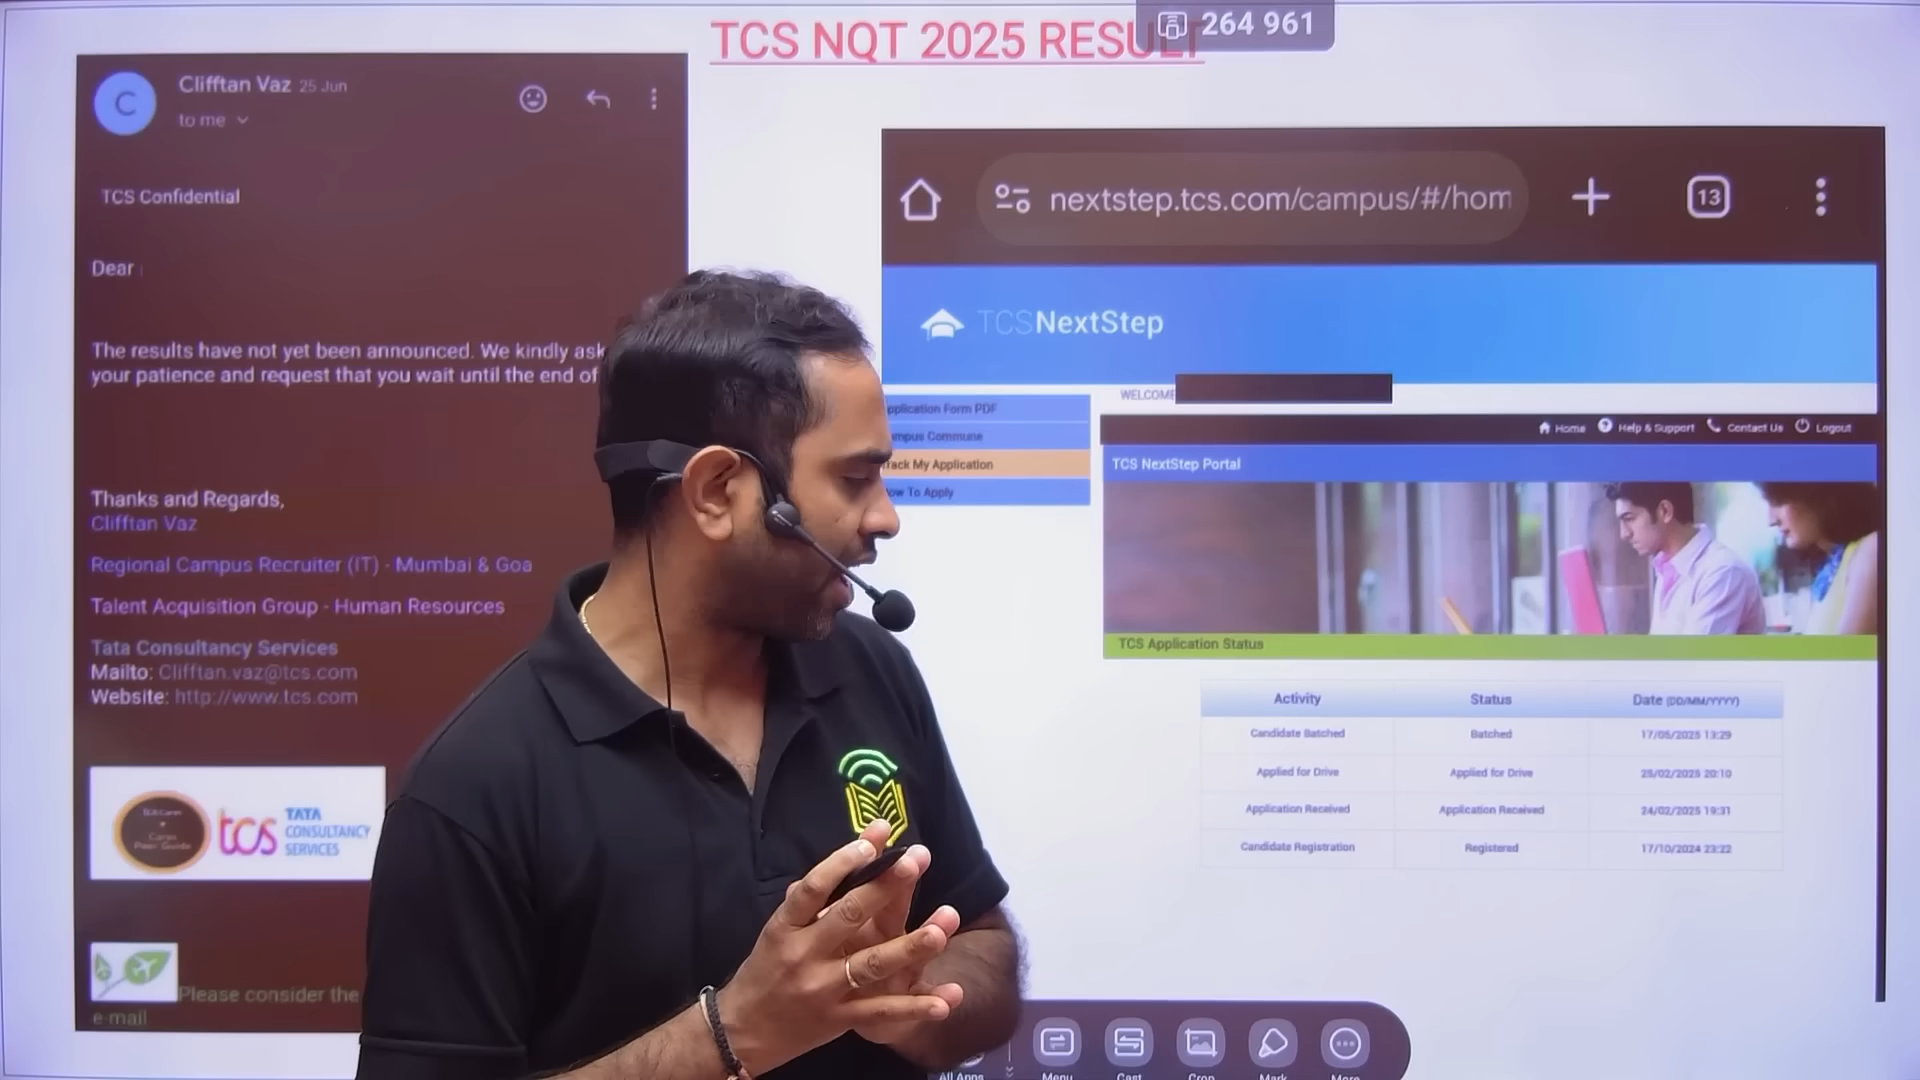 TCS NQT 2025 RESULT
264 961
C
Clifftan Vaz 25 Jun
to me
TCS Confidential
Dear
The results have not yet been announced. We kindly ask
your patience and request that you wait until the end of
Thanks and Regards,
Clifftan Vaz
Regional Campus Recruiter (IT) - Mumbai & Goa
Talent Acquisition Group - Human Resources
Tata Consultancy Services
Mailto: Clifftan.vaz@tcs.com
Website: http://www.tcs.com
tcs TATA
CONSULTANCY
SERVICES
Please consider the
e-mail
nextstep.tcs.com/campus/#/hom
13
TCSNextStep
WELCOME
pplication Form PDF
mpus Commune
rack My Application
ow To Apply
Home Help & Support Contact Us Logout
TCS NextStep Portal
TCS Application Status
Activity Status Date (DD/MM/YYYY)
Candidate Batched Batched 17/05/2025 13:29
Applied for Drive Applied for Drive 25/02/2025 20:10
Application Received Application Received 24/02/2025 19:31
Candidate Registration Registered 17/10/2024 23:22
All Apps Menu Cast Crop Mark More